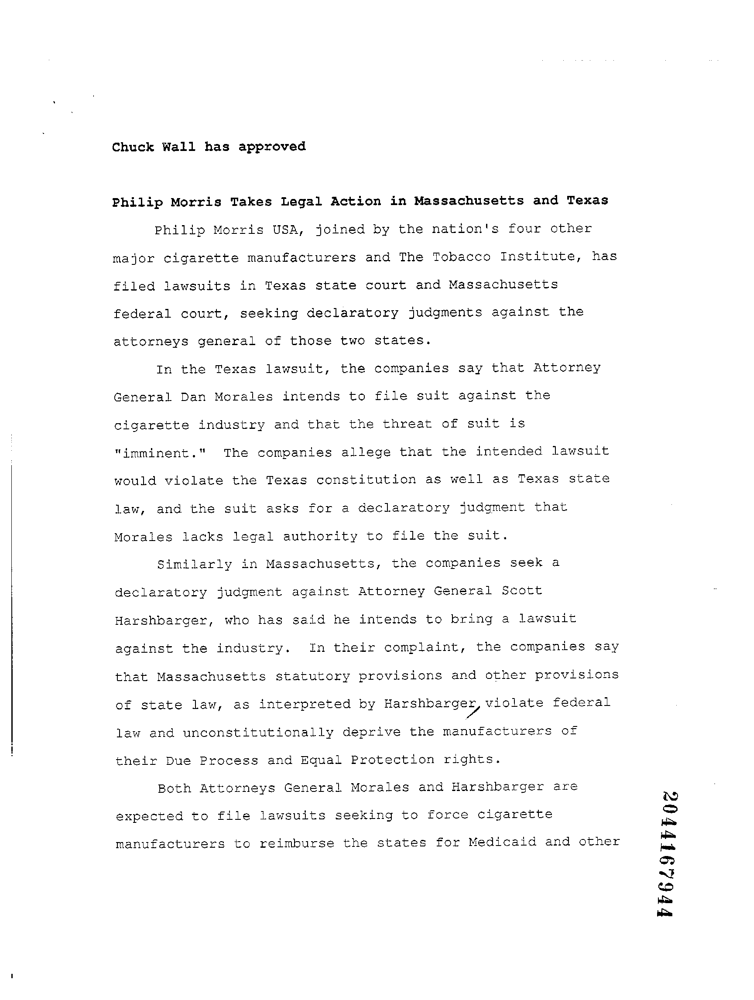 Chuck Wall has approved
Philip Morris Takes Legal Action in Massachusetts and Texas
Philip Morris USA, joined by the nation's four other
major cigarette manufacturers and The Tobacco Institute, has
filed lawsuits in Texas state court and Massachusetts
federal court, seeking declaratory judgments against the
attorneys general of those two states.
In the Texas lawsuit, the companies say that Attorney
General Dan Morales intends to file suit against the
cigarette industry and that the threat of suit is
"imminent." The companies allege that the intended lawsuit
would violate the Texas constitution as well as Texas state
law, and the suit asks for a declaratory judgment that
Morales lacks legal authority to file the suit.
Similarly in Massachusetts, the companies seek a
declaratory judgment against Attorney General Scott
Harshbarger, who has said he intends to bring a lawsuit
against the industry. In their complaint, the companies say
that Massachusetts statutory provisions and other provisions
of state law, as interpreted by Harshbarger, violate federal
law and unconstitutionally deprive the manufacturers of
their Due Process and Equal Protection rights.
Both Attorneys General Morales and Harshbarger are
expected to file lawsuits seeking to force cigarette
manufacturers to reimburse the states for Medicaid and other
2044167944